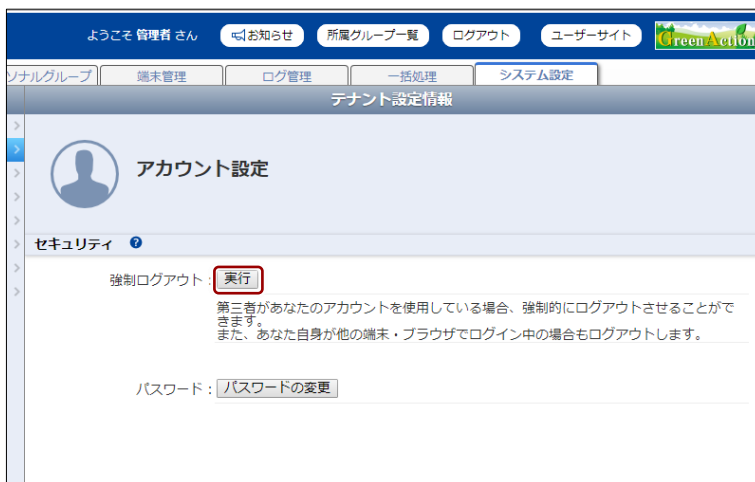 ようこそ 管理者 さん お知らせ 所属グループ一覧 ログアウト ユーザーサイト GreenAction
ソナルグループ 端末管理 ログ管理 一括処理 システム設定
テナント設定情報
アカウント設定
セキュリティ ?
強制ログアウト : 実行
第三者があなたのアカウントを使用している場合、強制的にログアウトさせることがで
きます。
また、あなた自身が他の端末・ブラウザでログイン中の場合もログアウトします。
パスワード : パスワードの変更